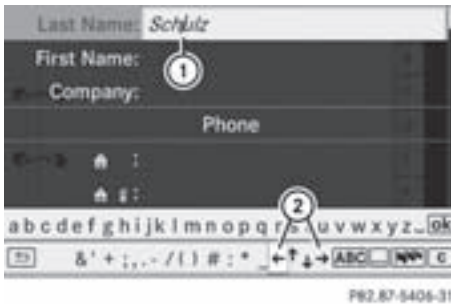 Last Name: Schulz
1
First Name:
Company:
Phone
:
:
2
a b c d e f g h i j k l m n o p q r s t u v w x y z _ ok
& ' + ; , . - / ( ) # : * _ ← ↑ ↓ → ABC c
P82.87-5406-31